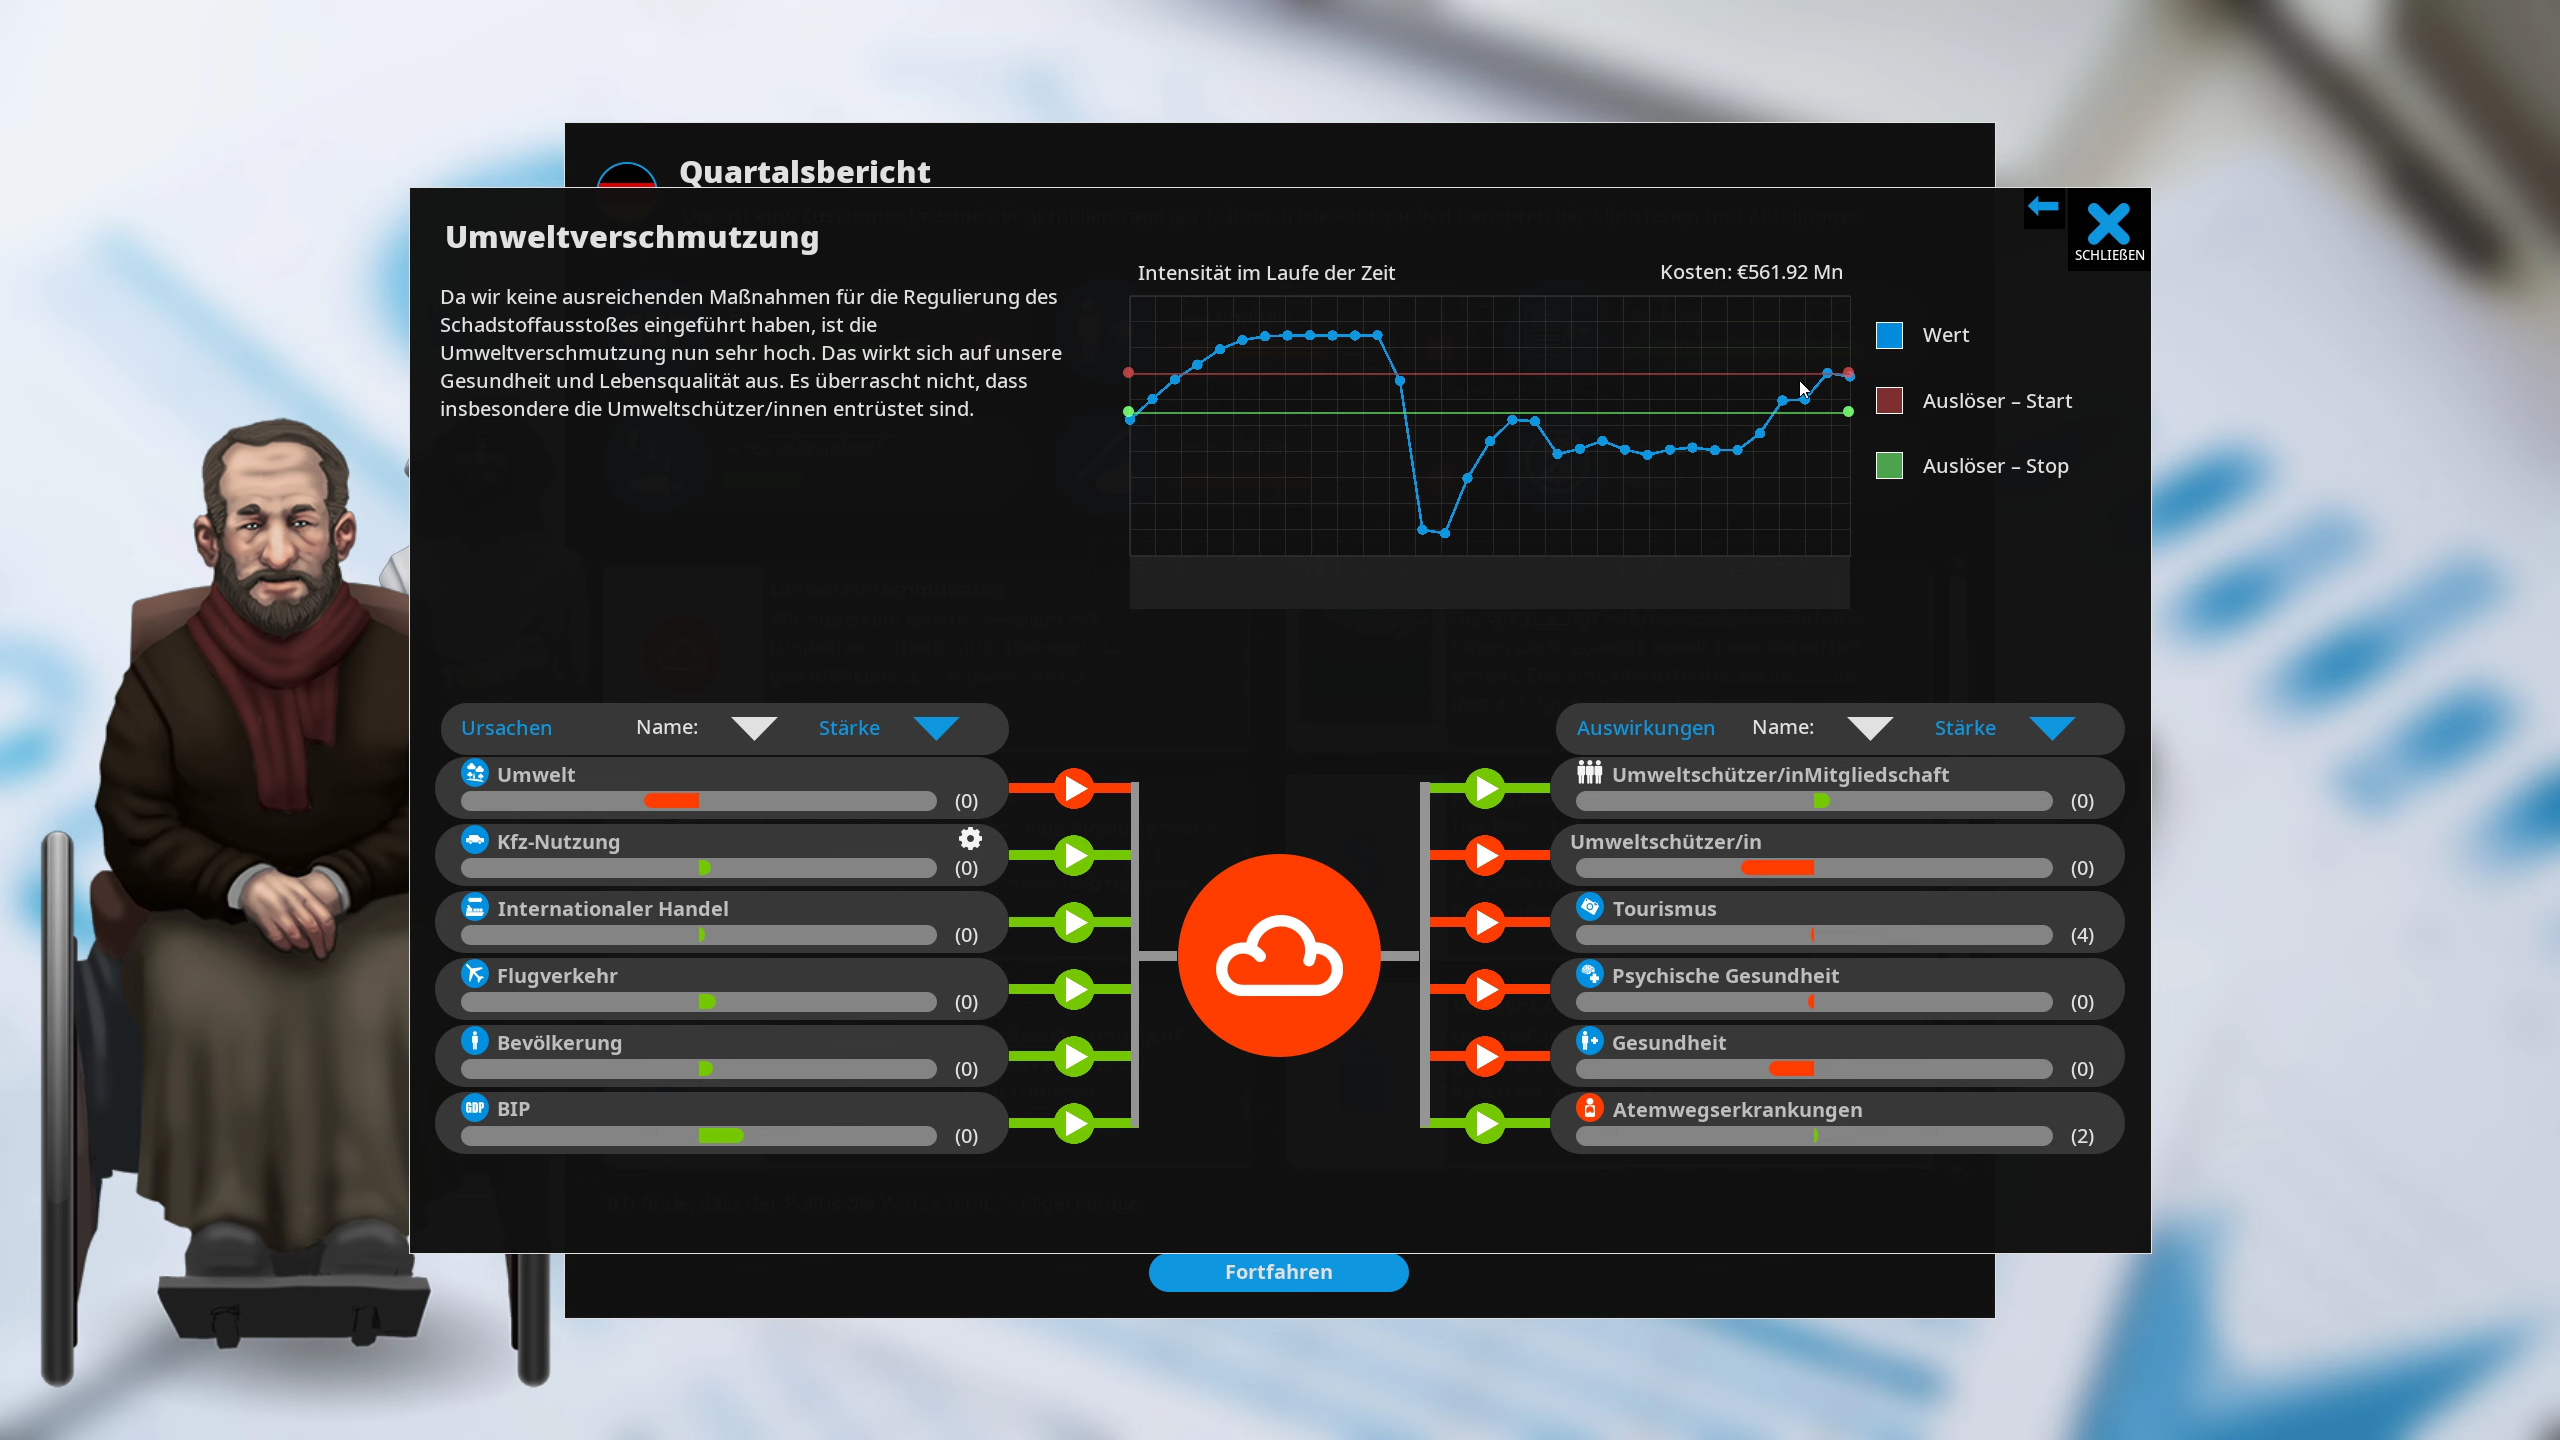 Quartalsbericht
Umweltverschmutzung
SCHLIEßEN
Da wir keine ausreichenden Maßnahmen für die Regulierung des
Schadstoffausstoßes eingeführt haben, ist die
Umweltverschmutzung nun sehr hoch. Das wirkt sich auf unsere
Gesundheit und Lebensqualität aus. Es überrascht nicht, dass
insbesondere die Umweltschützer/innen entrüstet sind.
Intensität im Laufe der Zeit
Kosten: €561.92 Mn
Wert
Auslöser – Start
Auslöser – Stop
Ursachen Name: Stärke
Umwelt
(0)
Kfz-Nutzung
(0)
Internationaler Handel
(0)
Flugverkehr
(0)
Bevölkerung
(0)
GDP BIP
(0)
Auswirkungen Name: Stärke
Umweltschützer/inMitgliedschaft
(0)
Umweltschützer/in
(0)
Tourismus
(4)
Psychische Gesundheit
(0)
Gesundheit
(0)
Atemwegserkrankungen
(2)
Fortfahren